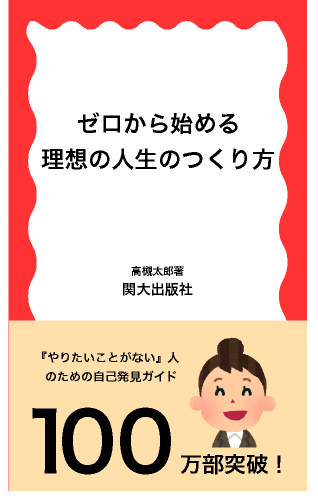 ゼロから始める
理想の人生のつくり方
高槻太郎著
関大出版社
『やりたいことがない』人
のための自己発見ガイド
100
万部突破！